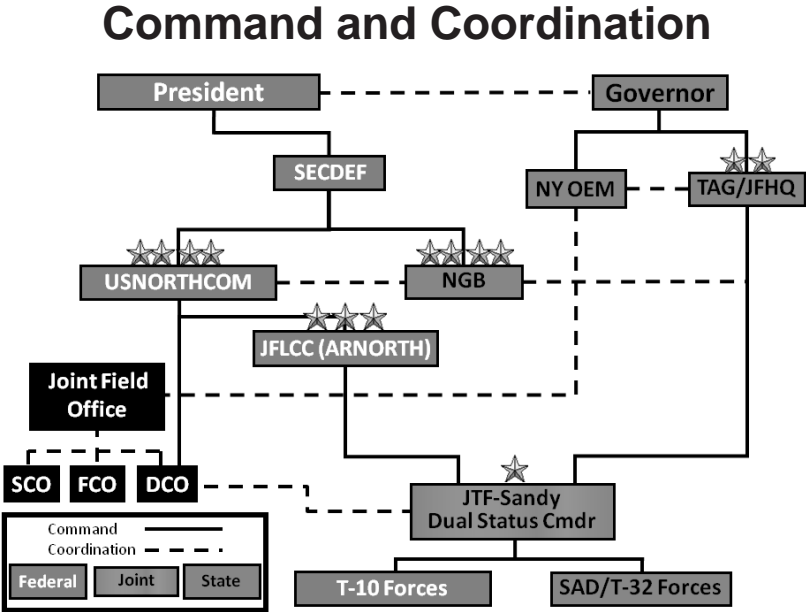 Command and Coordination
President
Governor
SECDEF
NY OEM
TAG/JFHQ
USNORTHCOM
NGB
JFLCC (ARNORTH)
Joint Field
Office
SCO
FCO
DCO
JTF-Sandy
Dual Status Cmdr
Command
Coordination
Federal
Joint
State
T-10 Forces
SAD/T-32 Forces